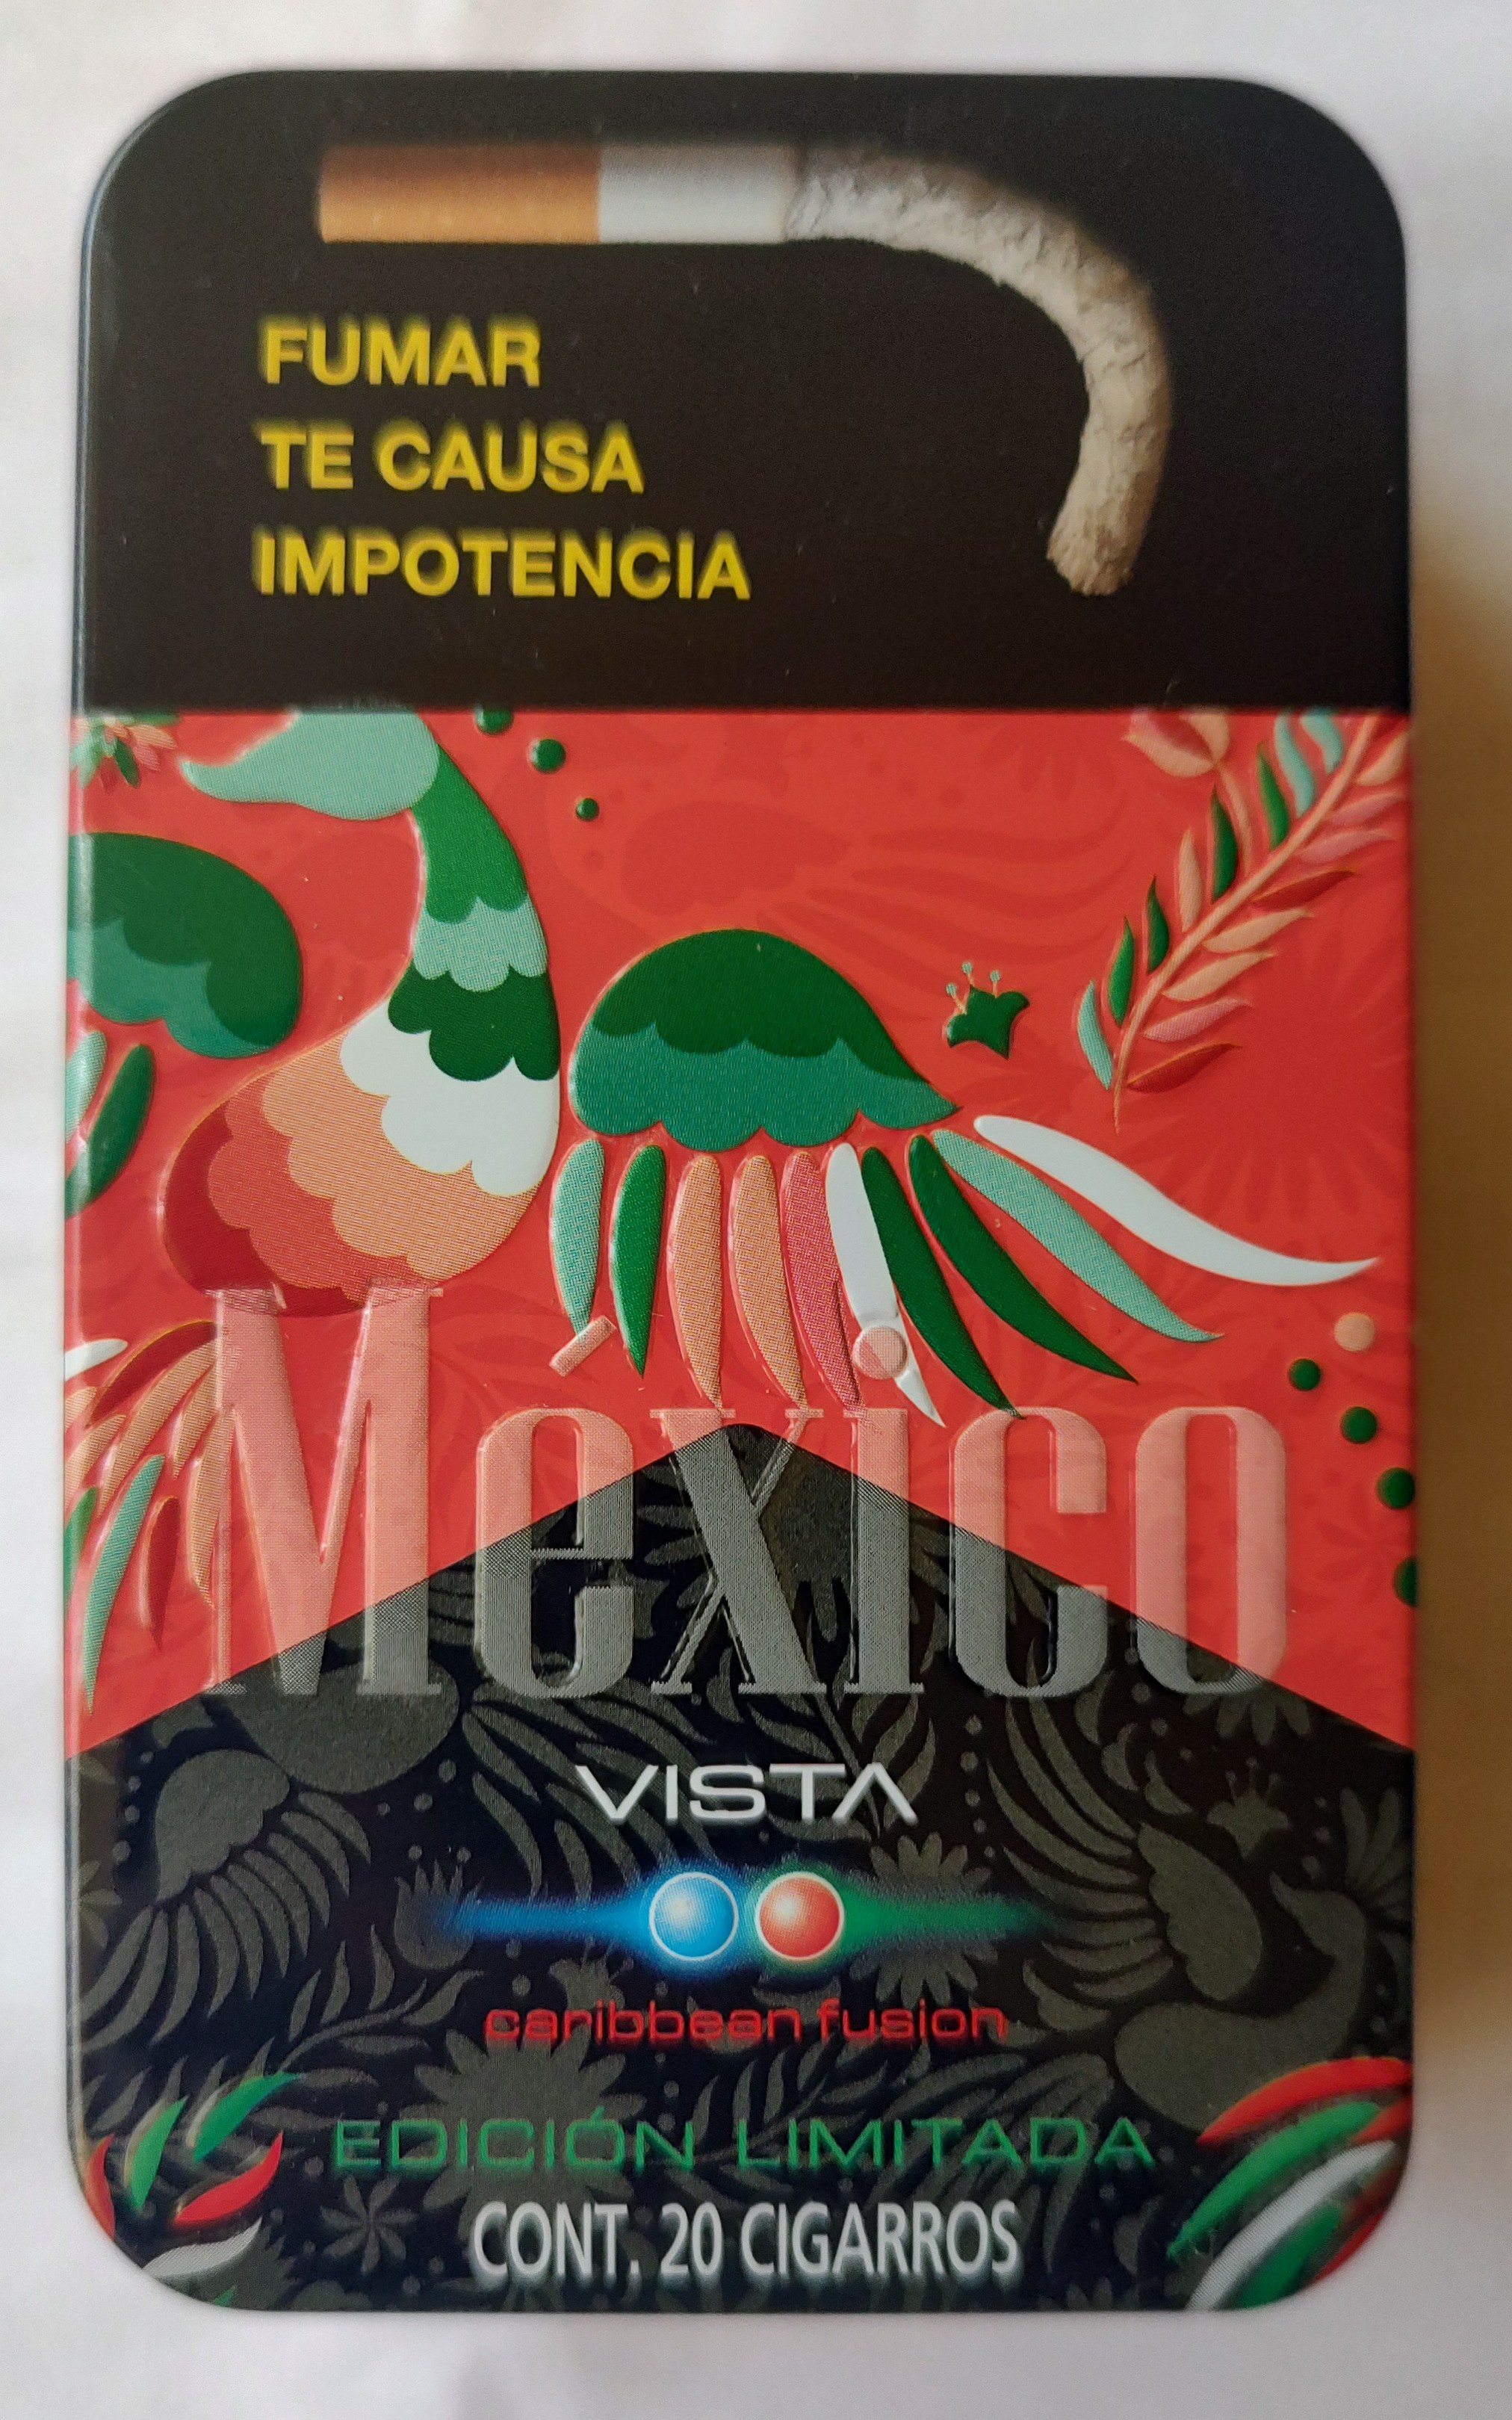 FUMAR
TE CAUSA
IMPOTENCIA
México
VISTA
caribbean fusion
EDICIÓN LIMITADA
CONT. 20 CIGARROS